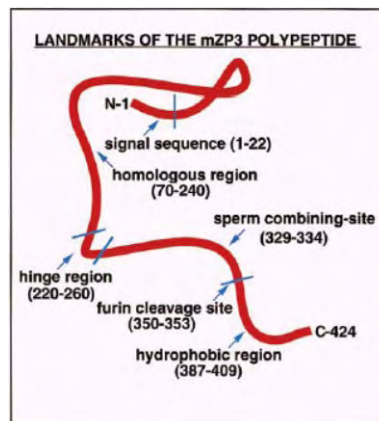 LANDMARKS OF THE mZP3 POLYPEPTIDE
N-1
signal sequence (1-22)
homologous region
(70-240)
sperm combining-site
(329-334)
hinge region
(220-260)
furin cleavage site
(350-353)
C-424
hydrophobic region
(387-409)